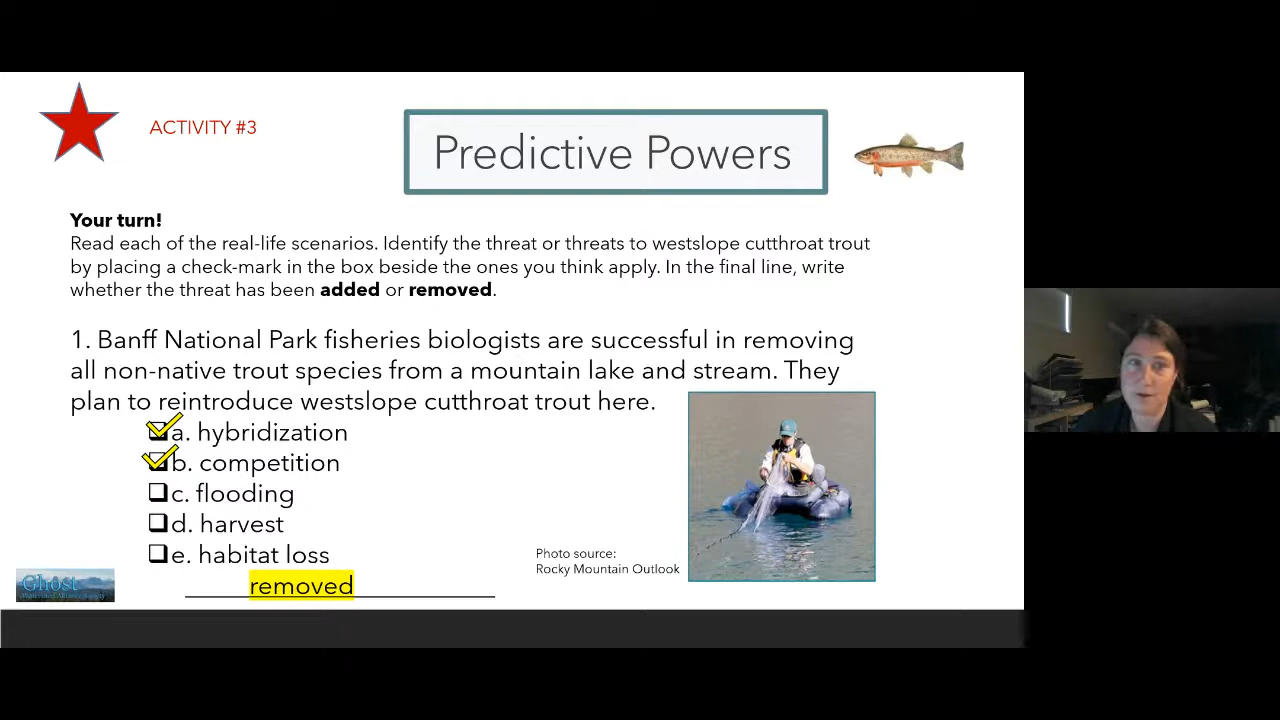 ACTIVITY #3
Predictive Powers
Your turn!
Read each of the real-life scenarios. Identify the threat or threats to westslope cutthroat trout
by placing a check-mark in the box beside the ones you think apply. In the final line, write
whether the threat has been added or removed.
1. Banff National Park fisheries biologists are successful in removing
all non-native trout species from a mountain lake and stream. They
plan to reintroduce westslope cutthroat trout here.
a. hybridization
b. competition
c. flooding
d. harvest
e. habitat loss
removed
Photo source:
Rocky Mountain Outlook
Ghost
Watershed Alliance Society